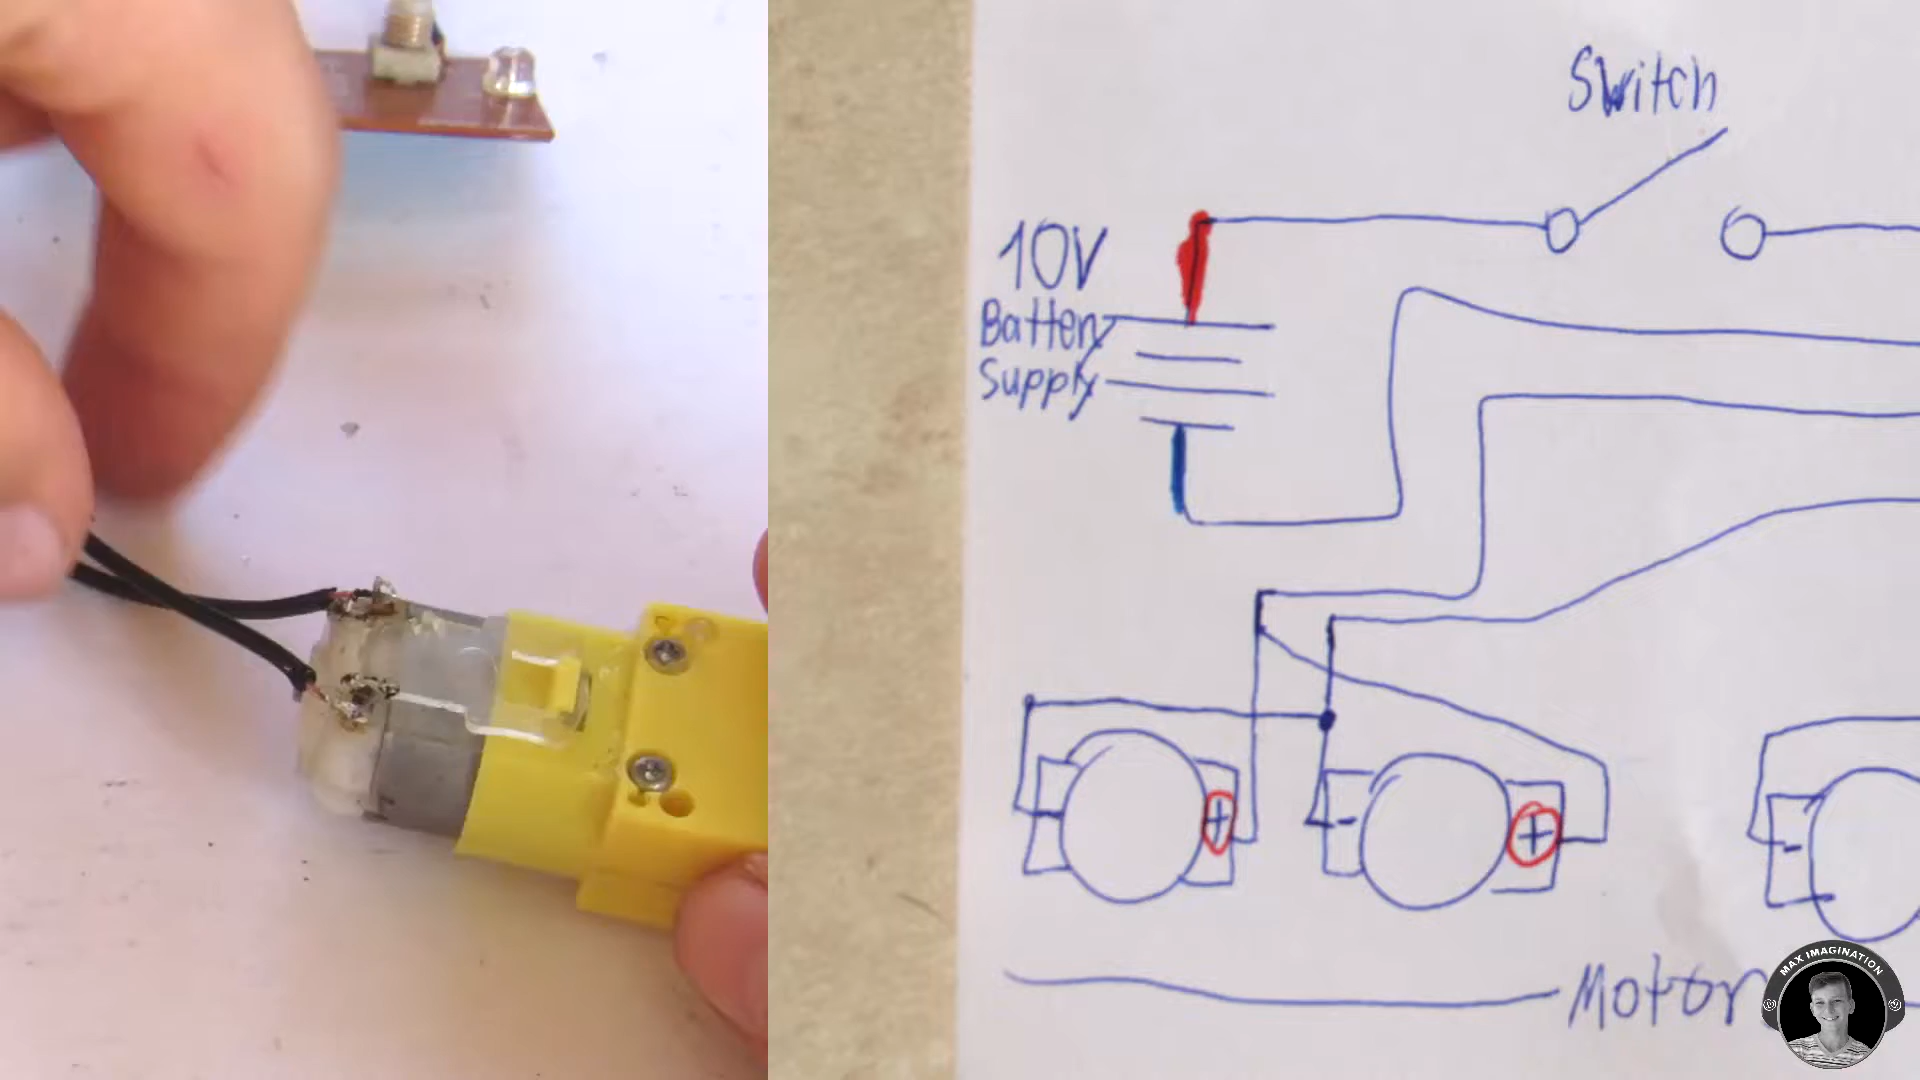 Switch
10V
Battery
Supply
+
-
+
-
Motor
MAX IMAGINATION